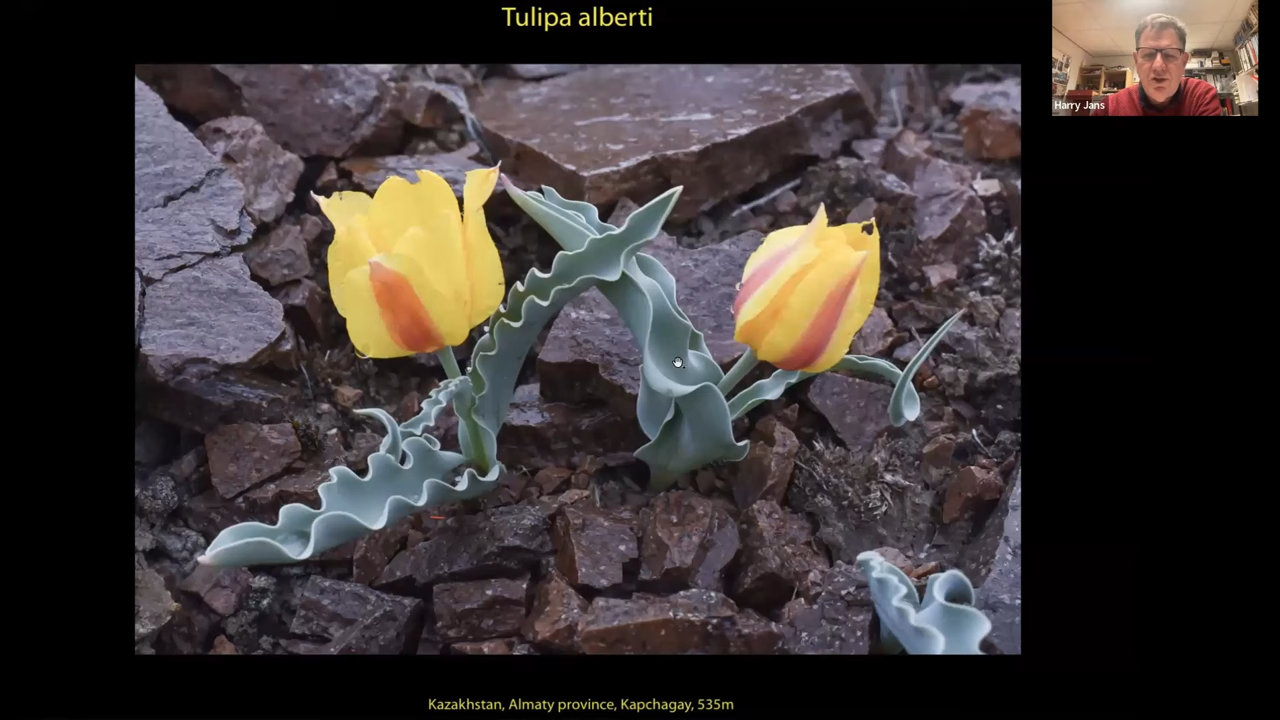 Tulipa alberti
Harry Jans
Kazakhstan, Almaty province, Kapchagay, 535m